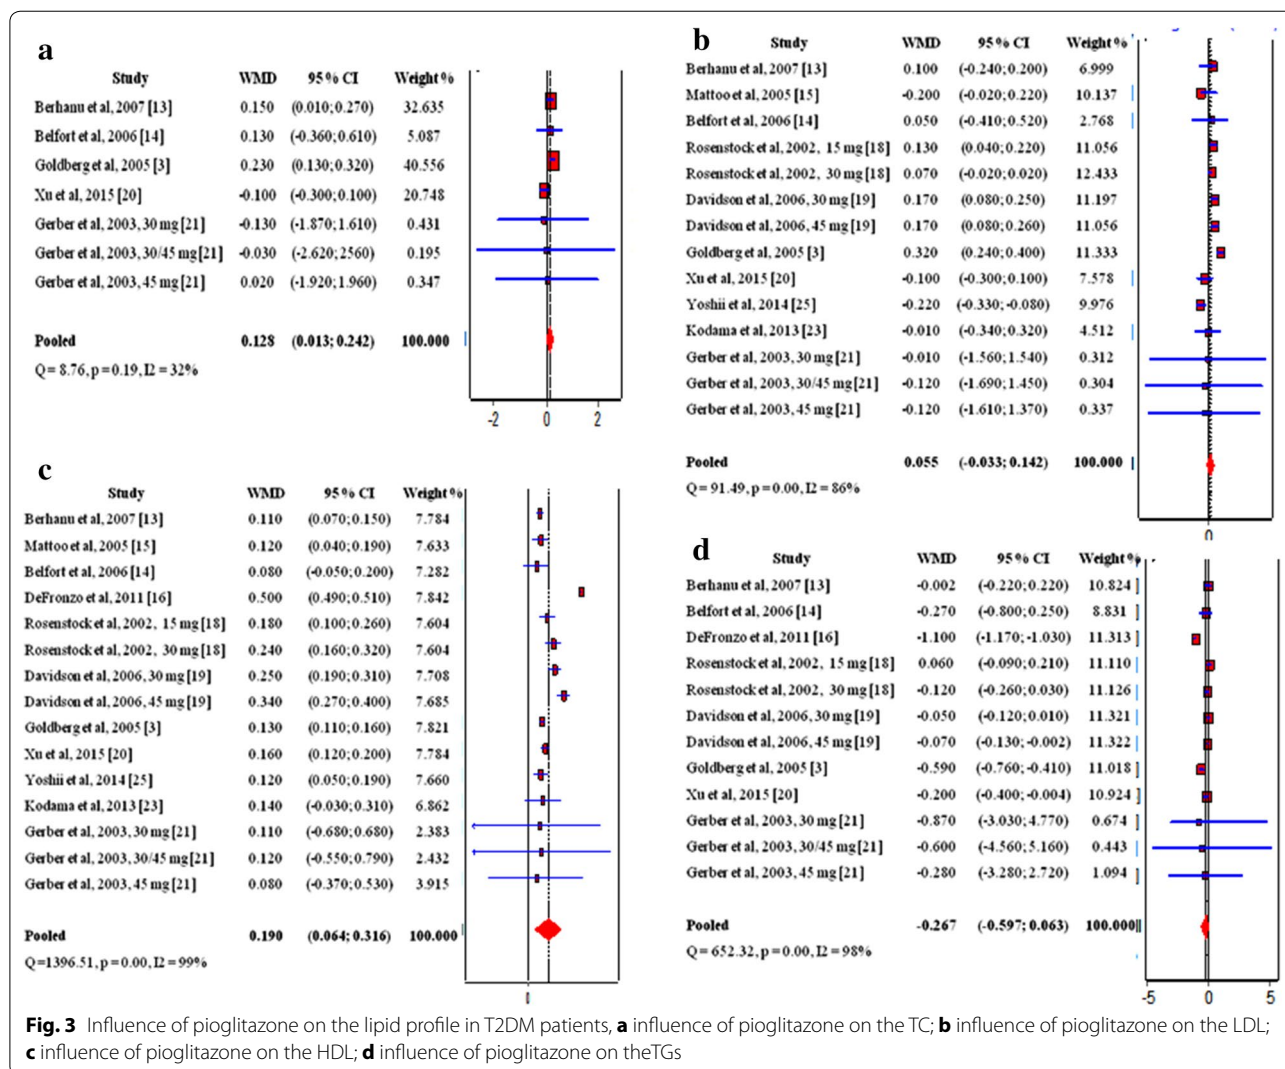 a
Study WMD 95% CI Weight %
Berhanu et al, 2007 [13] 0.150 (0.010; 0.270) 32.635
Belfort et al, 2006 [14] 0.130 (-0.360; 0.610) 5.087
Goldberg et al, 2005 [3] 0.230 (0.130; 0.320) 40.556
Xu et al, 2015 [20] -0.100 (-0.300; 0.100) 20.748
Gerber et al, 2003, 30 mg [21] -0.130 (-1.870; 1.610) 0.431
Gerber et al, 2003, 30/45 mg [21] -0.030 (-2.620; 2560) 0.195
Gerber et al, 2003, 45 mg [21] 0.020 (-1.920; 1.960) 0.347
Pooled 0.128 (0.013; 0.242) 100.000
Q = 8.76, p = 0.19, I2 = 32%
-2 0 2
b
Study WMD 95% CI Weight %
Berhanu et al, 2007 [13] 0.100 (-0.240; 0.200) 6.999
Mattoo et al, 2005 [15] -0.200 (-0.020; 0.220) 10.137
Belfort et al, 2006 [14] 0.050 (-0.410; 0.520) 2.768
Rosenstock et al, 2002, 15 mg [18] 0.130 (0.040; 0.220) 11.056
Rosenstock et al, 2002, 30 mg [18] 0.070 (-0.020; 0.020) 12.433
Davidson et al, 2006, 30 mg [19] 0.170 (0.080; 0.250) 11.197
Davidson et al, 2006, 45 mg [19] 0.170 (0.080; 0.260) 11.056
Goldberg et al, 2005 [3] 0.320 (0.240; 0.400) 11.333
Xu et al, 2015 [20] -0.100 (-0.300; 0.100) 7.578
Yoshii et al, 2014 [25] -0.220 (-0.330; -0.080) 9.976
Kodama et al, 2013 [23] -0.010 (-0.340; 0.320) 4.512
Gerber et al, 2003, 30 mg [21] -0.010 (-1.560; 1.540) 0.312
Gerber et al, 2003, 30/45 mg [21] -0.120 (-1.690; 1.450) 0.304
Gerber et al, 2003, 45 mg [21] -0.120 (-1.610; 1.370) 0.337
Pooled 0.055 (-0.033; 0.142) 100.000
Q = 91.49, p = 0.00, I2 = 86%
0
c
Study WMD 95% CI Weight %
Berhanu et al, 2007 [13] 0.110 (0.070; 0.150) 7.784
Mattoo et al, 2005 [15] 0.120 (0.040; 0.190) 7.633
Belfort et al, 2006 [14] 0.080 (-0.050; 0.200) 7.282
DeFronzo et al, 2011 [16] 0.500 (0.490; 0.510) 7.842
Rosenstock et al, 2002, 15 mg [18] 0.180 (0.100; 0.260) 7.604
Rosenstock et al, 2002, 30 mg [18] 0.240 (0.160; 0.320) 7.604
Davidson et al, 2006, 30 mg [19] 0.250 (0.190; 0.310) 7.708
Davidson et al, 2006, 45 mg [19] 0.340 (0.270; 0.400) 7.685
Goldberg et al, 2005 [3] 0.130 (0.110; 0.160) 7.821
Xu et al, 2015 [20] 0.160 (0.120; 0.200) 7.784
Yoshii et al, 2014 [25] 0.120 (0.050; 0.190) 7.660
Kodama et al, 2013 [23] 0.140 (-0.030; 0.310) 6.862
Gerber et al, 2003, 30 mg [21] 0.110 (-0.680; 0.680) 2.383
Gerber et al, 2003, 30/45 mg [21] 0.120 (-0.550; 0.790) 2.432
Gerber et al, 2003, 45 mg [21] 0.080 (-0.370; 0.530) 3.915
Pooled 0.190 (0.064; 0.316) 100.000
Q=1396.51, p = 0.00, I2 = 99%
d
Study WMD 95% CI Weight %
Berhanu et al, 2007 [13] -0.002 (-0.220; 0.220) 10.824
Belfort et al, 2006 [14] -0.270 (-0.800; 0.250) 8.831
DeFronzo et al, 2011 [16] -1.100 (-1.170; -1.030) 11.313
Rosenstock et al, 2002, 15 mg [18] 0.060 (-0.090; 0.210) 11.110
Rosenstock et al, 2002, 30 mg [18] -0.120 (-0.260; 0.030) 11.126
Davidson et al, 2006, 30 mg [19] -0.050 (-0.120; 0.010) 11.321
Davidson et al, 2006, 45 mg [19] -0.070 (-0.130; -0.002) 11.322
Goldberg et al, 2005 [3] -0.590 (-0.760; -0.410) 11.018
Xu et al, 2015 [20] -0.200 (-0.400; -0.004) 10.924
Gerber et al, 2003, 30 mg [21] -0.870 (-3.030; 4.770) 0.674
Gerber et al, 2003, 30/45 mg [21] -0.600 (-4.560; 5.160) 0.443
Gerber et al, 2003, 45 mg [21] -0.280 (-3.280; 2.720) 1.094
Pooled -0.267 (-0.597; 0.063) 100.000
Q = 652.32, p = 0.00, I2 = 98%
-5 0 5
Fig. 3 Influence of pioglitazone on the lipid profile in T2DM patients, a influence of pioglitazone on the TC; b influence of pioglitazone on the LDL;
c influence of pioglitazone on the HDL; d influence of pioglitazone on theTGs